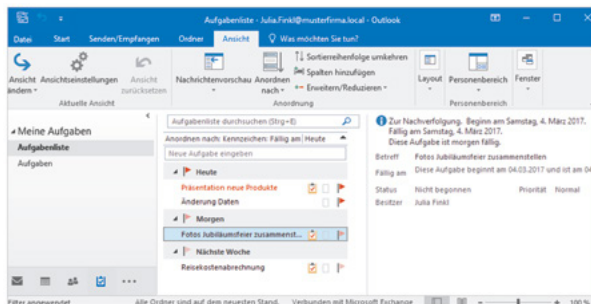 Aufgabenliste - Julia.Finkl@musterfirma.local - Outlook
Datei Start Senden/Empfangen Ordner Ansicht Was möchten Sie tun?
Ansicht ändern Ansichtseinstellungen Ansicht zurücksetzen
Aktuelle Ansicht
Nachrichtenvorschau Anordnen nach
Sortierreihenfolge umkehren
Spalten hinzufügen
Erweitern/Reduzieren
Anordnung
Layout Personenbereich Fenster
Personenbereich
Meine Aufgaben
Aufgabenliste
Aufgaben
Aufgabenliste durchsuchen (Strg+E)
Anordnen nach: Kennzeichen: Fällig am Heute
Neue Aufgabe eingeben
Heute
Präsentation neue Produkte
Änderung Daten
Morgen
Fotos Jubiläumsfeier zusammenst...
Nächste Woche
Reisekostenabrechnung
Zur Nachverfolgung. Beginn am Samstag, 4. März 2017.
Fällig am Samstag, 4. März 2017.
Diese Aufgabe ist morgen fällig.
Betreff Fotos Jubiläumsfeier zusammenstellen
Fällig am Diese Aufgabe beginnt am 04.03.2017 und ist am 04
Status Nicht begonnen Priorität Normal
Besitzer Julia Finkl
Filter angewendet Alle Ordner sind auf dem neuesten Stand. Verbunden mit Microsoft Exchange 100 %